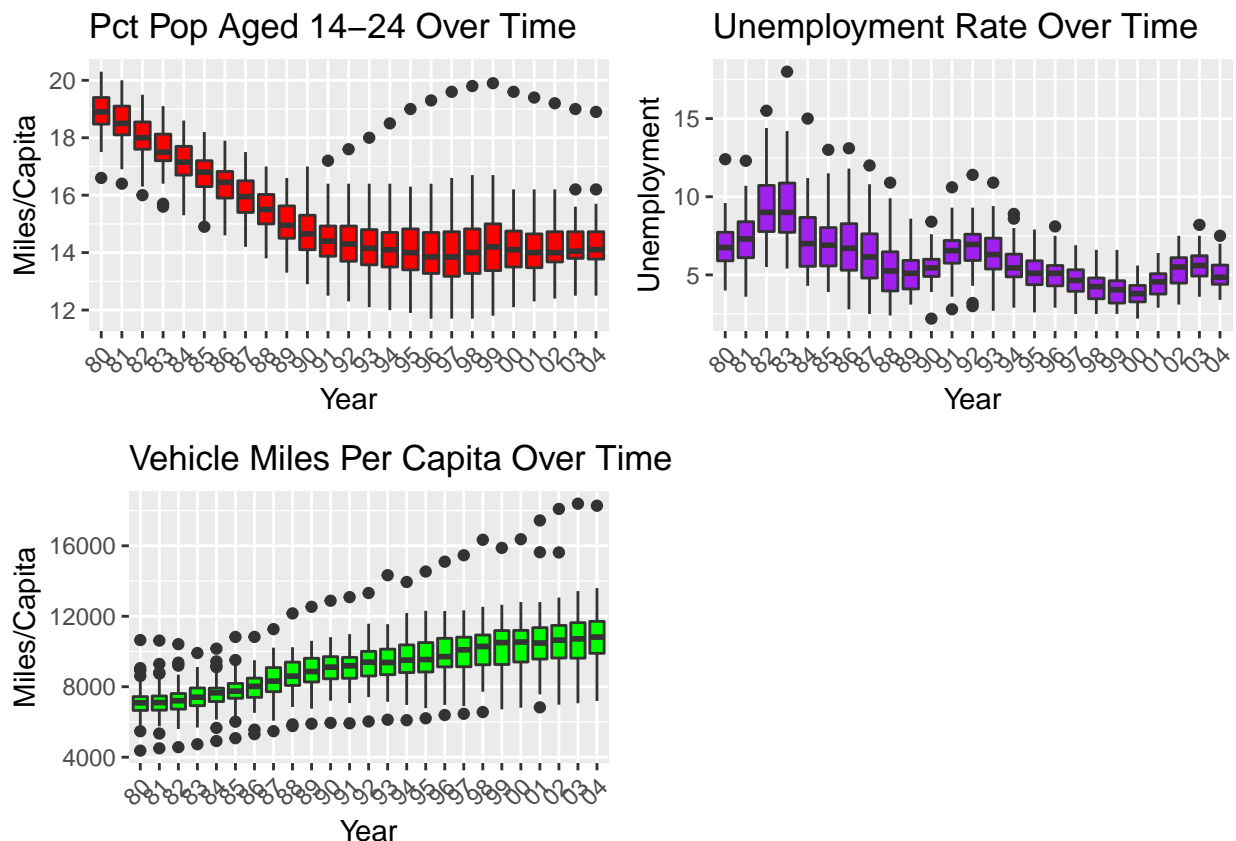 Pct Pop Aged 14–24 Over Time
Miles/Capita
20
18
16
14
12
80 81 82 83 84 85 86 87 88 89 90 91 92 93 94 95 96 97 98 99 00 01 02 03 04
Year
Unemployment Rate Over Time
Unemployment
15
10
5
80 81 82 83 84 85 86 87 88 89 90 91 92 93 94 95 96 97 98 99 00 01 02 03 04
Year
Vehicle Miles Per Capita Over Time
Miles/Capita
16000
12000
8000
4000
80 81 82 83 84 85 86 87 88 89 90 91 92 93 94 95 96 97 98 99 00 01 02 03 04
Year